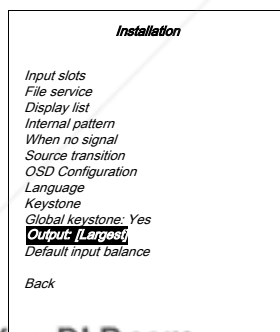 Installation
Input slots
File service
Display list
Internal pattern
When no signal
Source transition
OSD Configuration
Language
Keystone
Global keystone: Yes
Output: [Largest]
Default input balance
Back